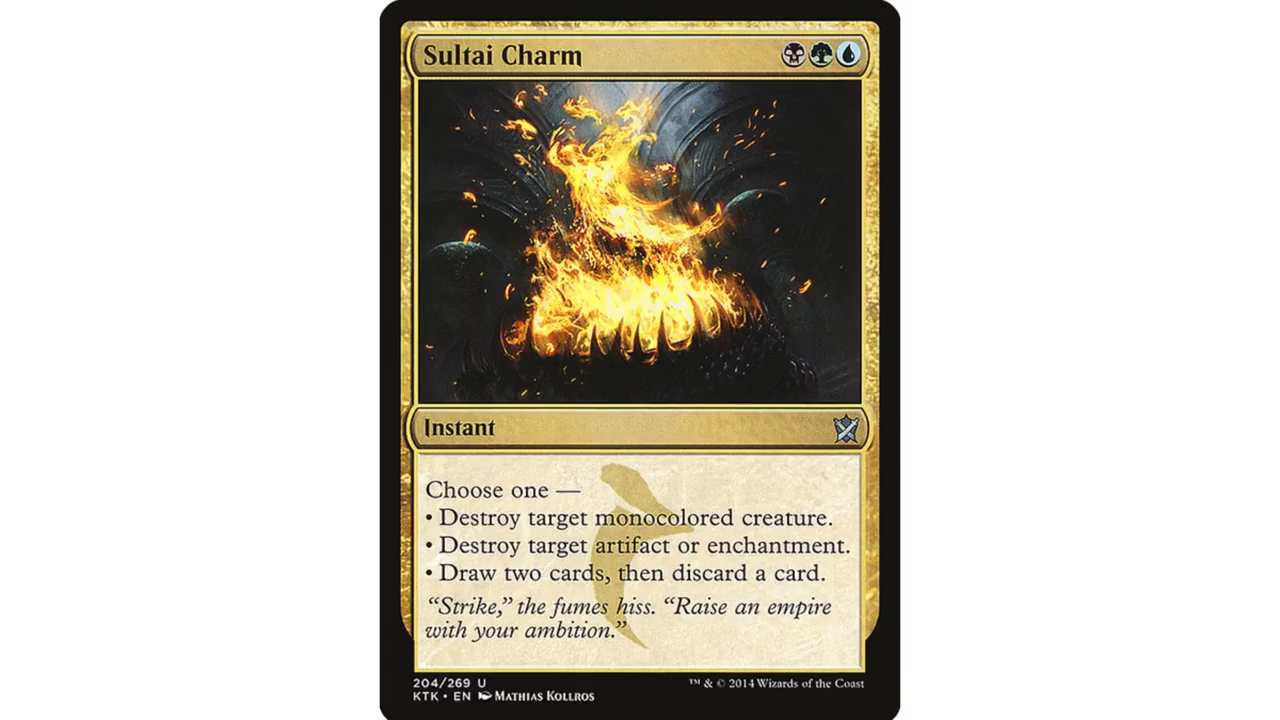 Sultai Charm
Instant
Choose one —
• Destroy target monocolored creature.
• Destroy target artifact or enchantment.
• Draw two cards, then discard a card.
“Strike,” the fumes hiss. “Raise an empire
with your ambition.”
204/269 U
KTK • EN Mathias Kollros
™ & © 2014 Wizards of the Coast